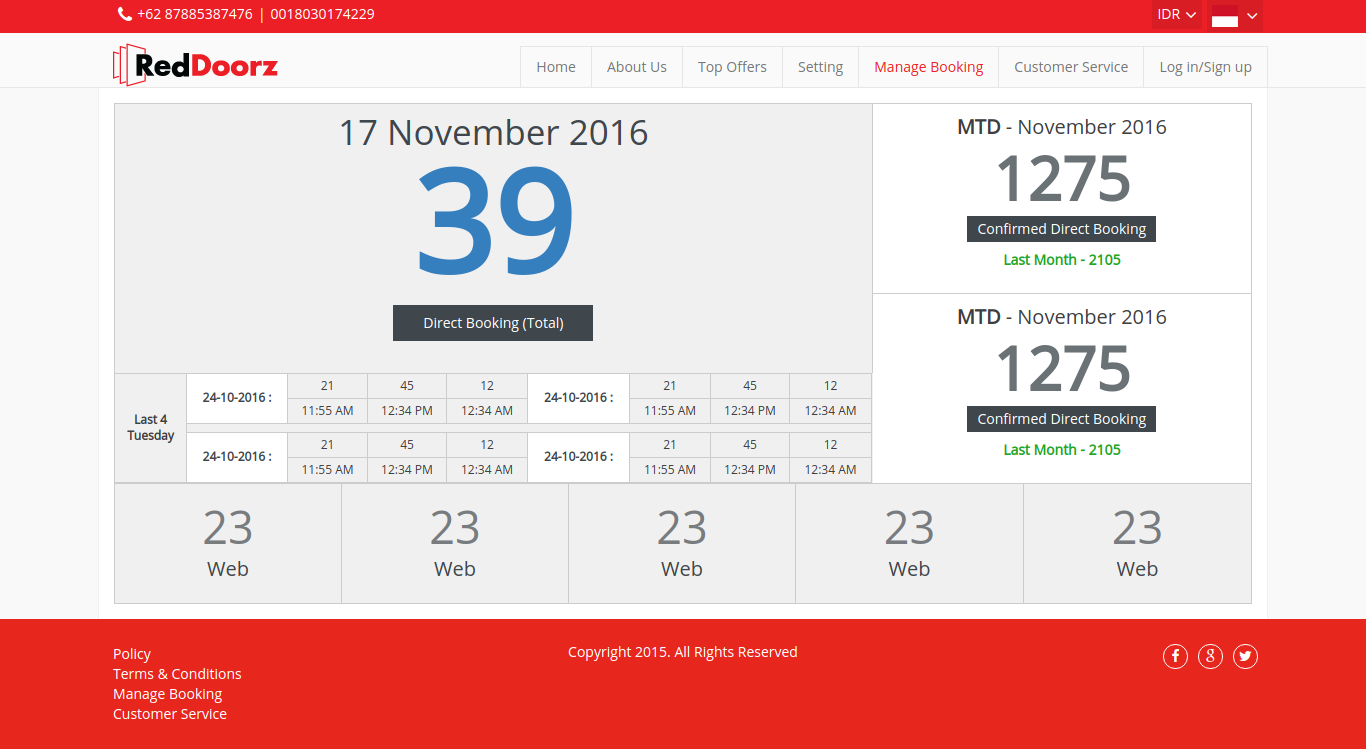 +62 87885387476 | 0018030174229
IDR
RedDoorz
Home About Us Top Offers Setting Manage Booking Customer Service Log in/Sign up
17 November 2016
39
Direct Booking (Total)
MTD - November 2016
1275
Confirmed Direct Booking
Last Month - 2105
MTD - November 2016
1275
Confirmed Direct Booking
Last Month - 2105
Last 4
Tuesday
24-10-2016 :
21 45 12
11:55 AM 12:34 PM 12:34 AM
24-10-2016 :
21 45 12
11:55 AM 12:34 PM 12:34 AM
24-10-2016 :
21 45 12
11:55 AM 12:34 PM 12:34 AM
24-10-2016 :
21 45 12
11:55 AM 12:34 PM 12:34 AM
23
Web
23
Web
23
Web
23
Web
23
Web
Policy
Terms & Conditions
Manage Booking
Customer Service
Copyright 2015. All Rights Reserved